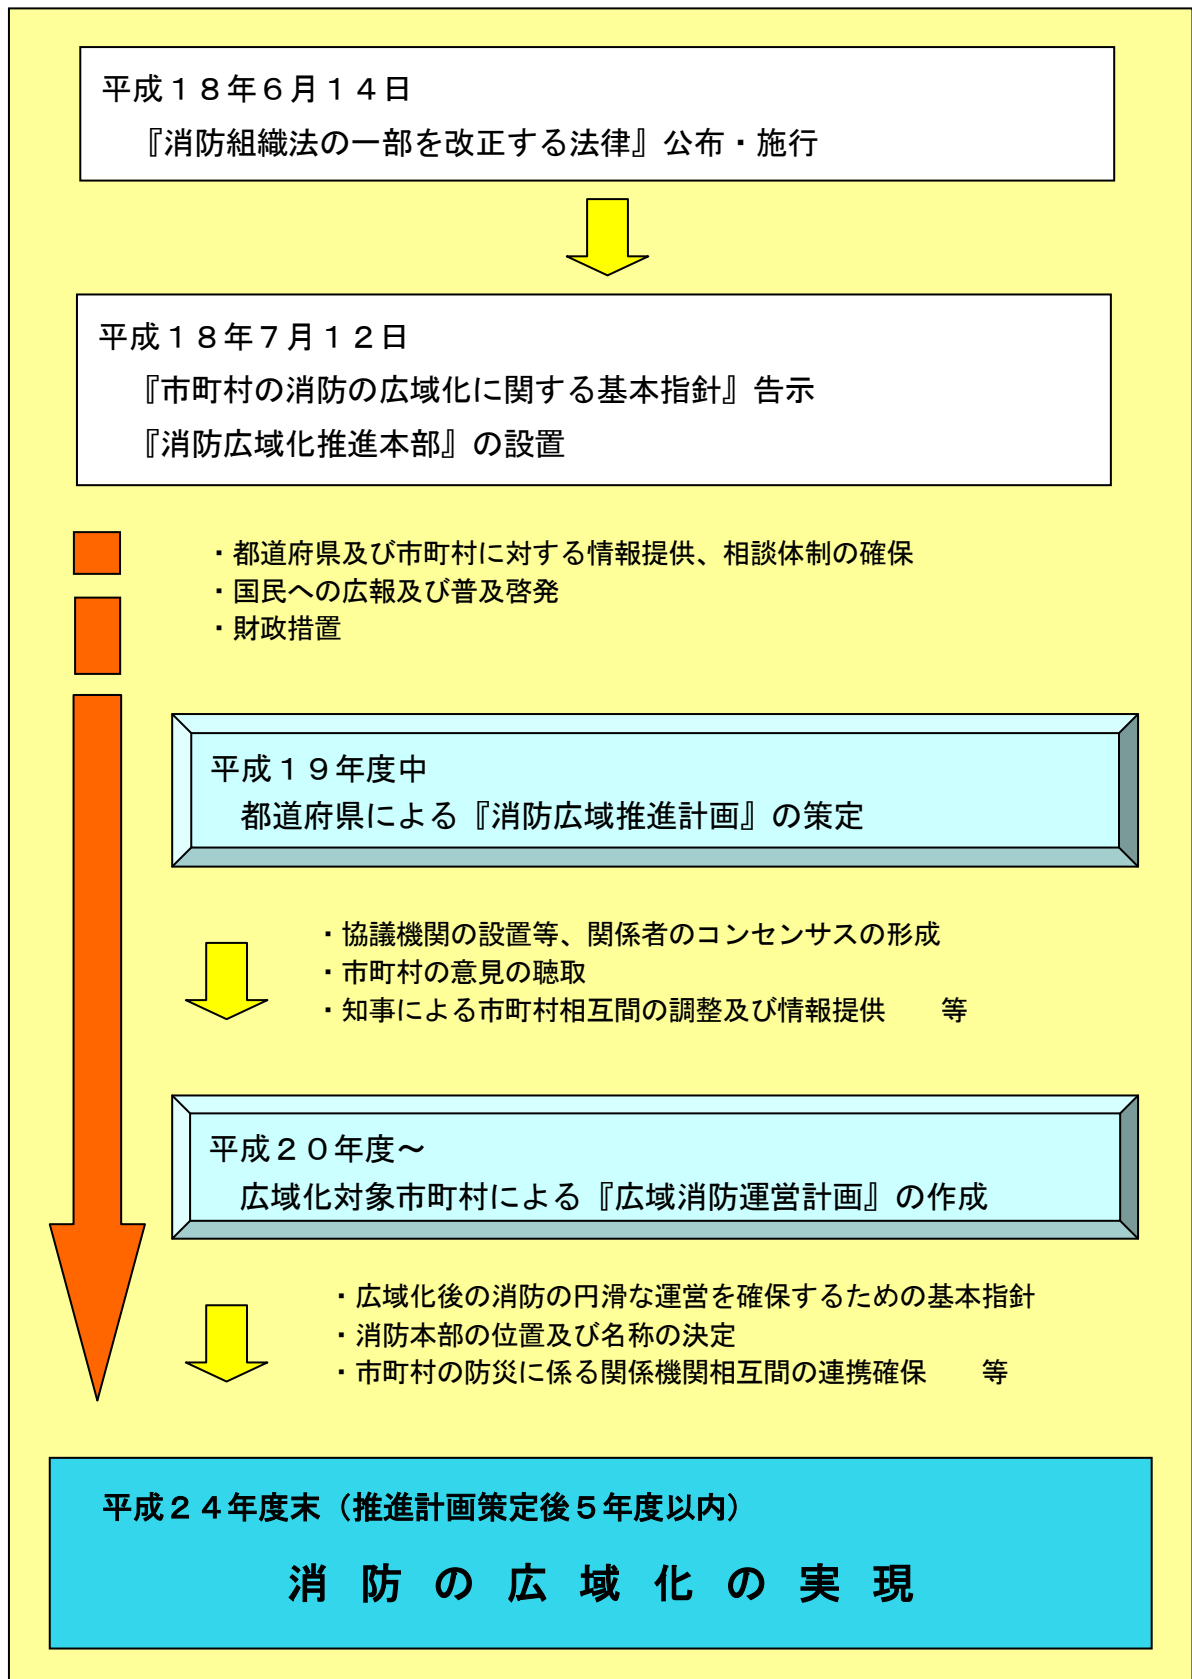 平成１８年６月１４日
『消防組織法の一部を改正する法律』公布・施行
平成１８年７月１２日
『市町村の消防の広域化に関する基本指針』告示
『消防広域化推進本部』の設置
・都道府県及び市町村に対する情報提供、相談体制の確保
・国民への広報及び普及啓発
・財政措置
平成１９年度中
都道府県による『消防広域推進計画』の策定
・協議機関の設置等、関係者のコンセンサスの形成
・市町村の意見の聴取
・知事による市町村相互間の調整及び情報提供　　等
平成２０年度～
広域化対象市町村による『広域消防運営計画』の作成
・広域化後の消防の円滑な運営を確保するための基本指針
・消防本部の位置及び名称の決定
・市町村の防災に係る関係機関相互間の連携確保　　等
平成２４年度末（推進計画策定後５年度以内）
消防の広域化の実現